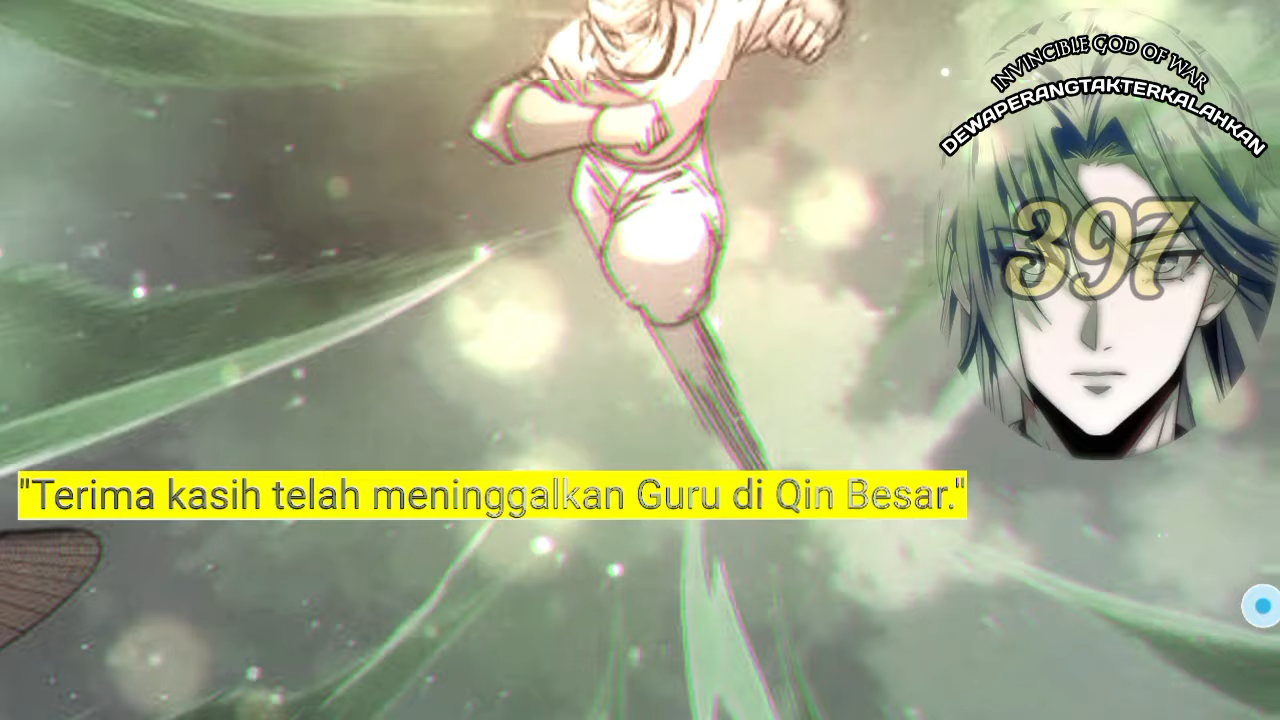 INVINCIBLE GOD OF WAR
DEWAPERANGTAKTERKALAHKAN
397
"Terima kasih telah meninggalkan Guru di Qin Besar."